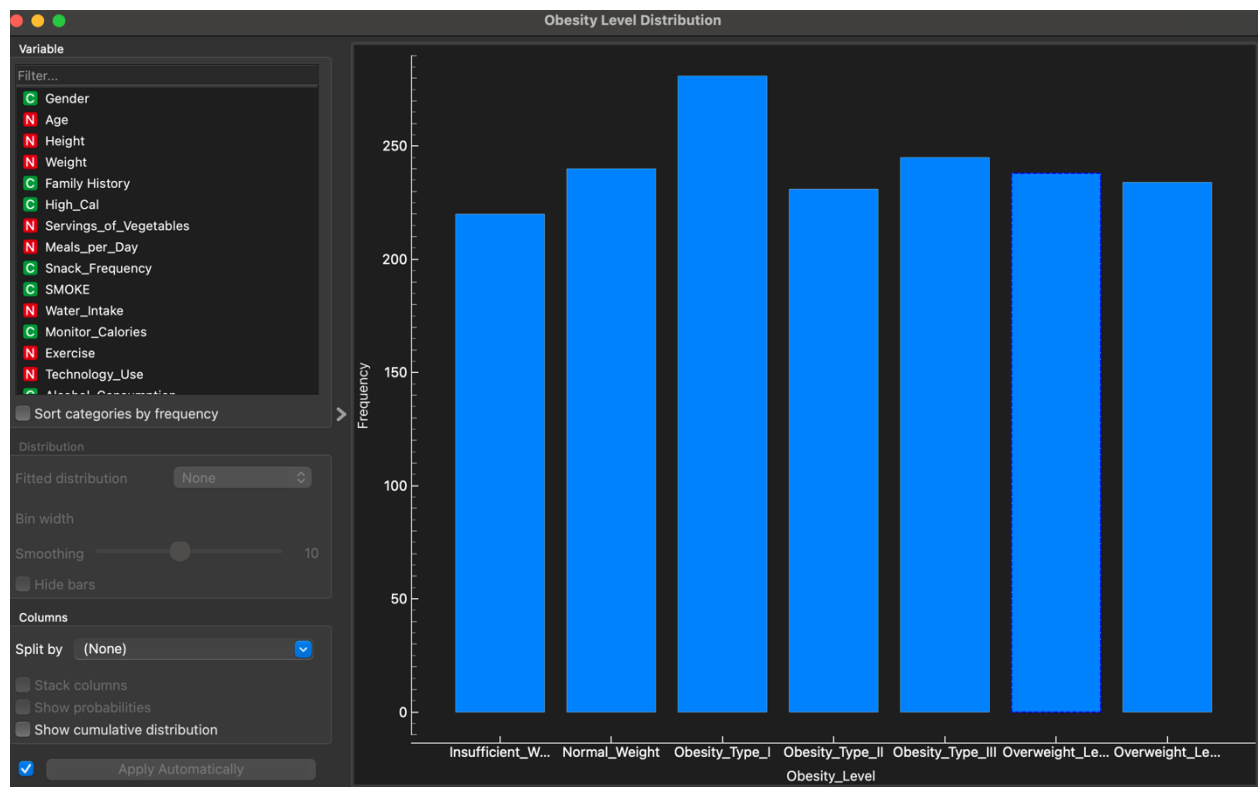 Obesity Level Distribution
Variable
Filter...
C Gender
N Age
N Height
N Weight
C Family History
C High_Cal
N Servings_of_Vegetables
N Meals_per_Day
C Snack_Frequency
C SMOKE
N Water_Intake
C Monitor_Calories
N Exercise
N Technology_Use
Sort categories by frequency
Distribution
Fitted distribution None
Bin width
Smoothing 10
Hide bars
Columns
Split by (None)
Stack columns
Show probabilities
Show cumulative distribution
Apply Automatically
Frequency
250
200
150
100
50
0
Insufficient_W... Normal_Weight Obesity_Type_I Obesity_Type_II Obesity_Type_III Overweight_Le... Overweight_Le...
Obesity_Level